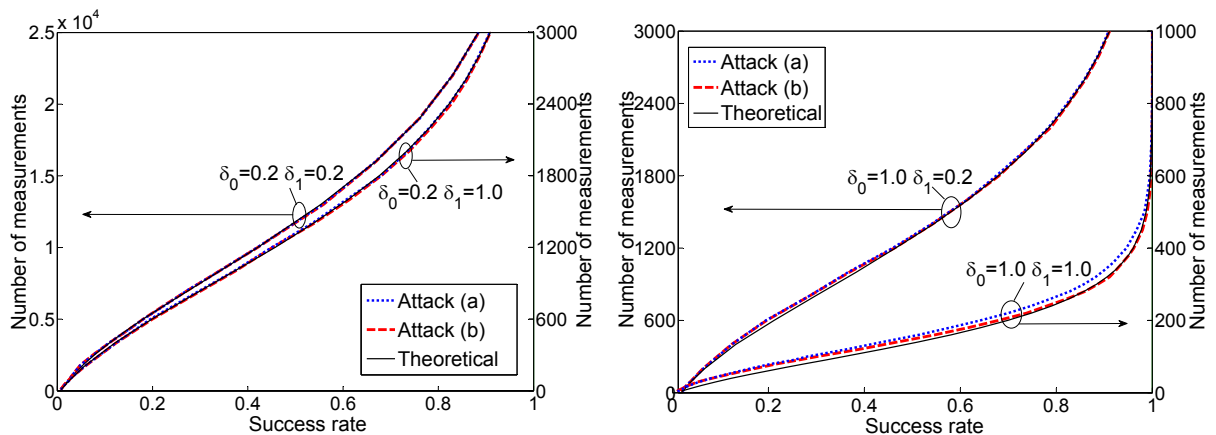 x 10⁴
2.5
2
1.5
1
0.5
0
0
0.2
0.4
0.6
0.8
1
3000
2400
1800
1200
600
0
Number of measurements
Number of measurements
Success rate
δ₀=0.2 δ₁=0.2
δ₀=0.2 δ₁=1.0
Attack (a)
Attack (b)
Theoretical
3000
2400
1800
1200
600
0
0
0.2
0.4
0.6
0.8
1
1000
800
600
400
200
0
Number of measurements
Number of measurements
Success rate
Attack (a)
Attack (b)
Theoretical
δ₀=1.0 δ₁=0.2
δ₀=1.0 δ₁=1.0